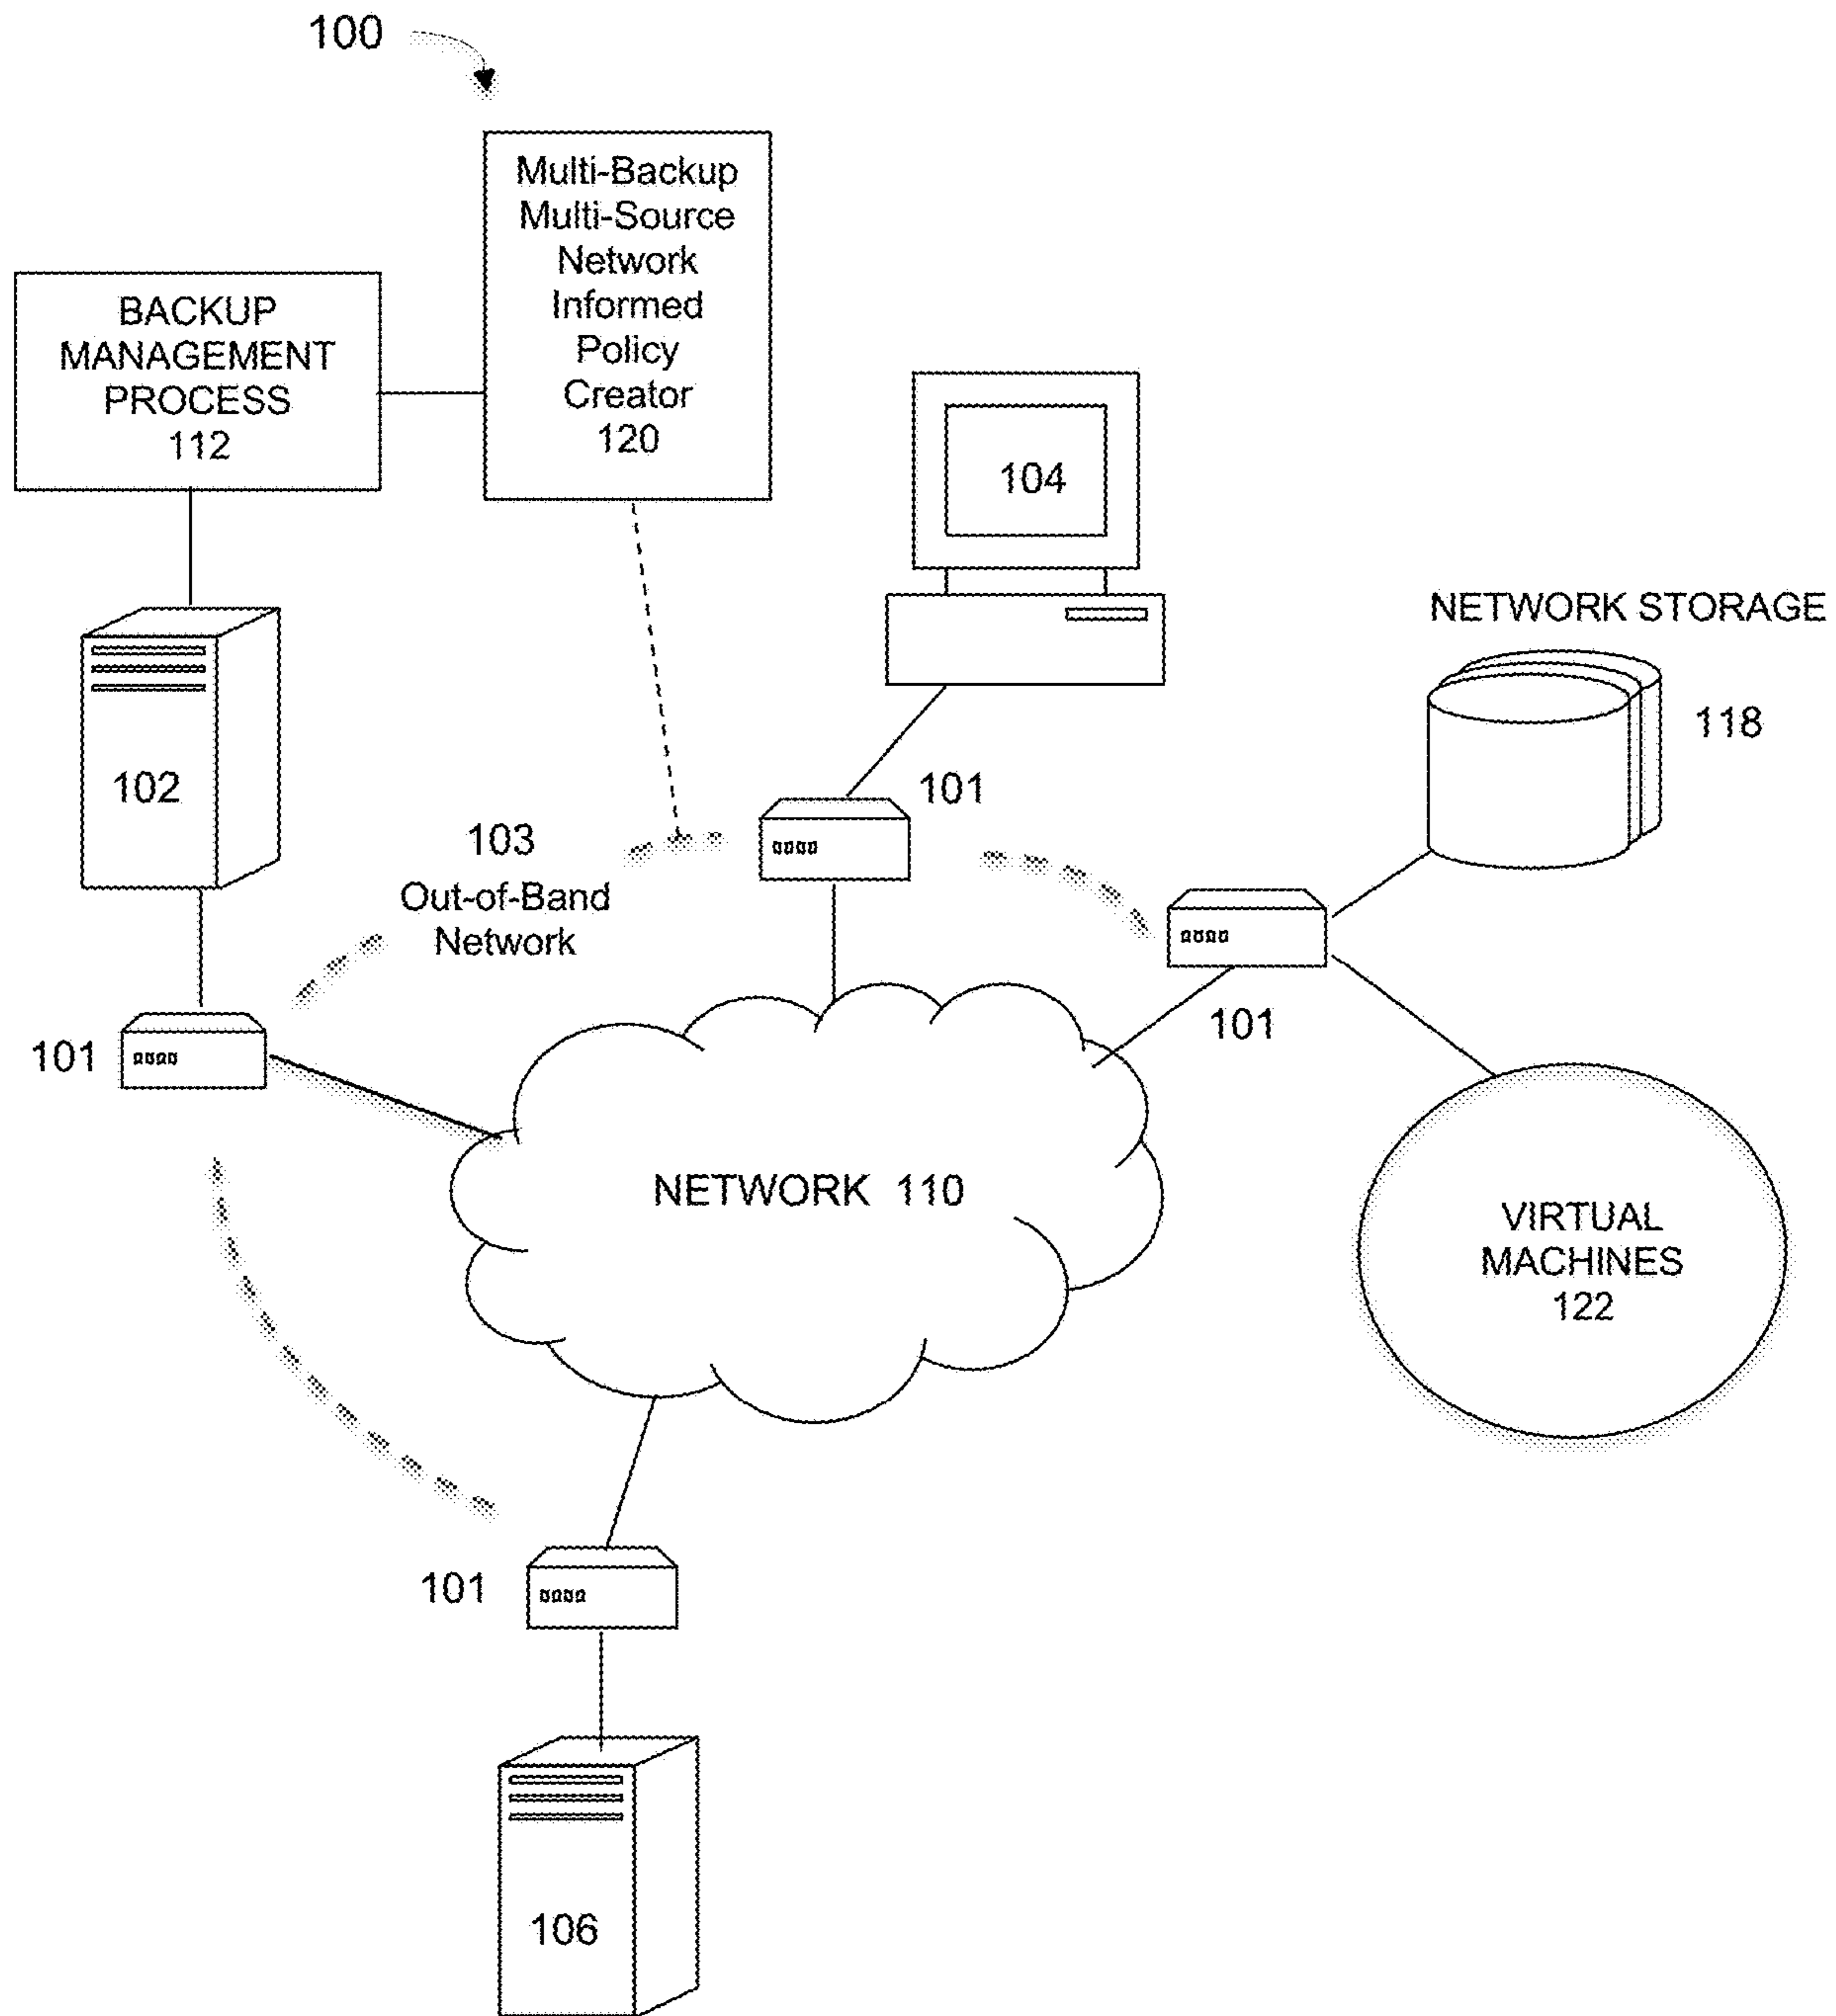 100
Multi-Backup
Multi-Source
Network
Informed
Policy
Creator
120
BACKUP
MANAGEMENT
PROCESS
112
104
NETWORK STORAGE
118
102
101
103
Out-of-Band
Network
101
101
NETWORK 110
VIRTUAL
MACHINES
122
101
106